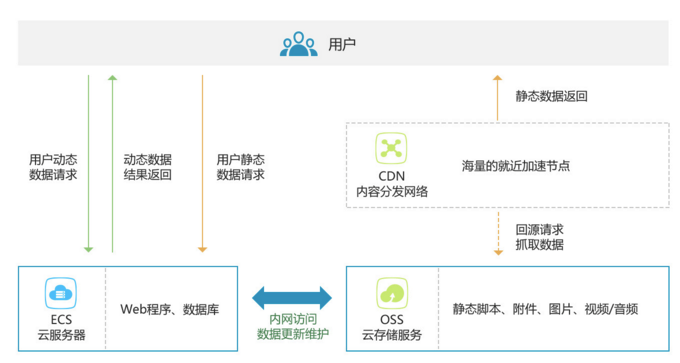 用户
静态数据返回
用户动态
数据请求
动态数据
结果返回
用户静态
数据请求
CDN
内容分发网络
海量的就近加速节点
回源请求
抓取数据
ECS
云服务器
Web程序、数据库
内网访问
数据更新维护
OSS
云存储服务
静态脚本、附件、图片、视频/音频